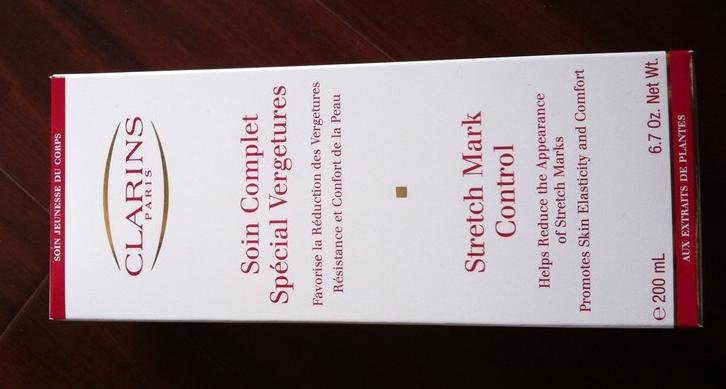 SOIN JEUNESSE DU CORPS
CLARINS
PARIS
Soin Complet
Spécial Vergetures
Favorise la Réduction des Vergetures
Résistance et Confort de la Peau
Stretch Mark
Control
Helps Reduce the Appearance
of Stretch Marks
Promotes Skin Elasticity and Comfort
℮ 200 mL 6.7 Oz. Net Wt.
AUX EXTRAITS DE PLANTES